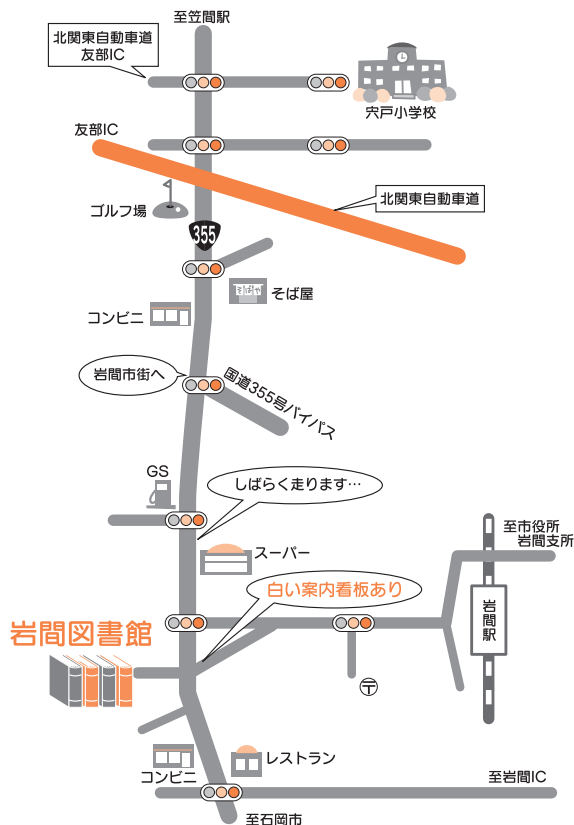 至笠間駅
北関東自動車道
友部IC
宍戸小学校
友部IC
北関東自動車道
ゴルフ場
355
そばや
そば屋
コンビニ
岩間市街へ
国道355号バイパス
GS
しばらく走ります…
至市役所
岩間支所
スーパー
白い案内看板あり
岩間図書館
岩間駅
〒
コンビニ
レストラン
至岩間IC
至石岡市